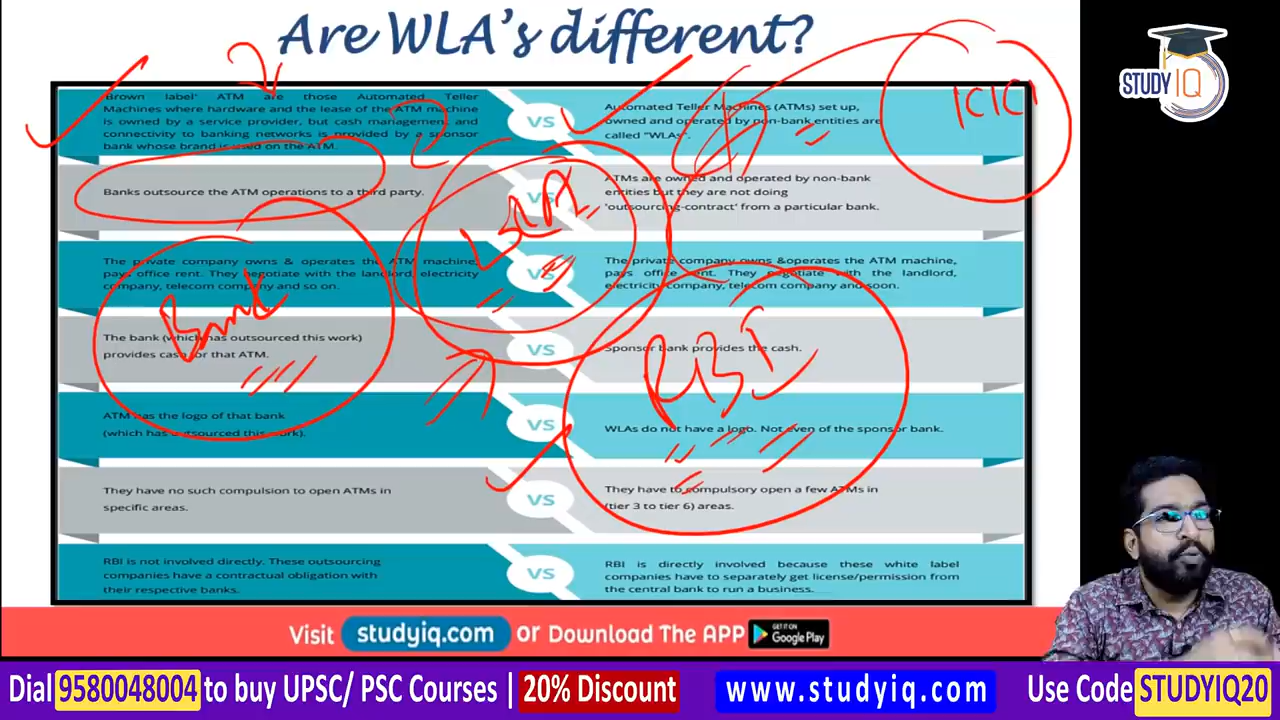 Are WLA's different?
STUDY IQ
'Brown label' ATM are those Automated Teller
Machines where hardware and the lease of the ATM machine
is owned by a service provider, but cash management and
connectivity to banking networks is provided by a sponsor
bank whose brand is used on the ATM.
VS
Automated Teller Machines (ATMs) set up,
owned and operated by non-bank entities are
called "WLAs".
ICICI
Banks outsource the ATM operations to a third party.
VS
ATMs are owned and operated by non-bank
entities but they are not doing
'outsourcing-contract' from a particular bank.
The private company owns & operates the ATM machine,
pays office rent. They negotiate with the landlord, electricity
company, telecom company and so on.
VS
The private company owns &operates the ATM machine,
pays office rent. They negotiate with the landlord,
electricity company, telecom company and soon.
Bank
The bank (which has outsourced this work)
provides cash for that ATM.
VS
Sponsor bank provides the cash.
RBI
ATM has the logo of that bank
(which has outsourced this work).
VS
WLAs do not have a logo. Not even of the sponsor bank.
They have no such compulsion to open ATMs in
specific areas.
VS
They have to compulsory open a few ATMs in
(tier 3 to tier 6) areas.
RBI is not involved directly. These outsourcing
companies have a contractual obligation with
their respective banks.
VS
RBI is directly involved because these white label
companies have to separately get license/permission from
the central bank to run a business.
Visit studyiq.com or Download The APP GET IT ON Google Play
Dial 9580048004 to buy UPSC/ PSC Courses | 20% Discount www.studyiq.com Use Code STUDYIQ20